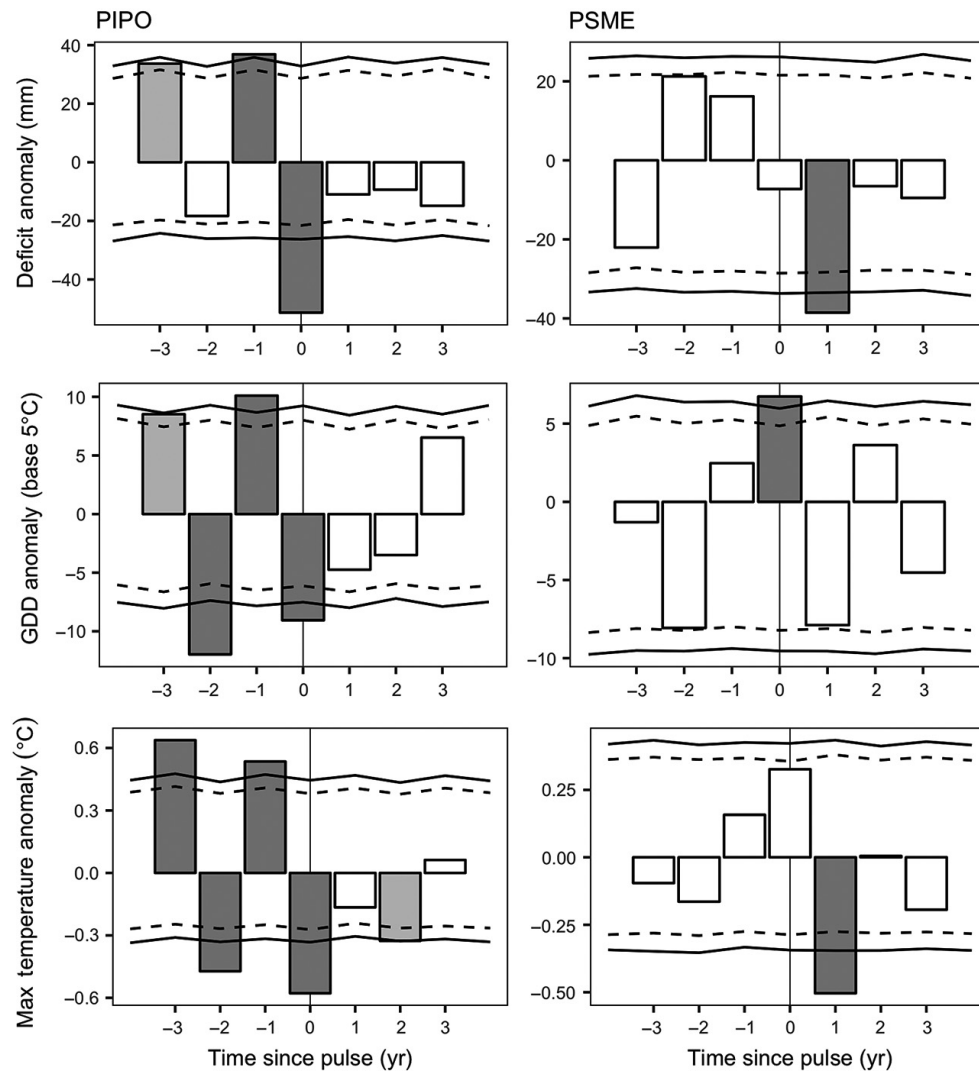 PIPO
PSME
Deficit anomaly (mm)
40
20
0
−20
−40
−3 −2 −1 0 1 2 3
20
0
−20
−40
−3 −2 −1 0 1 2 3
GDD anomaly (base 5°C)
10
5
0
−5
−10
−3 −2 −1 0 1 2 3
5
0
−5
−10
−3 −2 −1 0 1 2 3
Max temperature anomaly (°C)
0.6
0.3
0.0
−0.3
−0.6
−3 −2 −1 0 1 2 3
Time since pulse (yr)
0.25
0.00
−0.25
−0.50
−3 −2 −1 0 1 2 3
Time since pulse (yr)